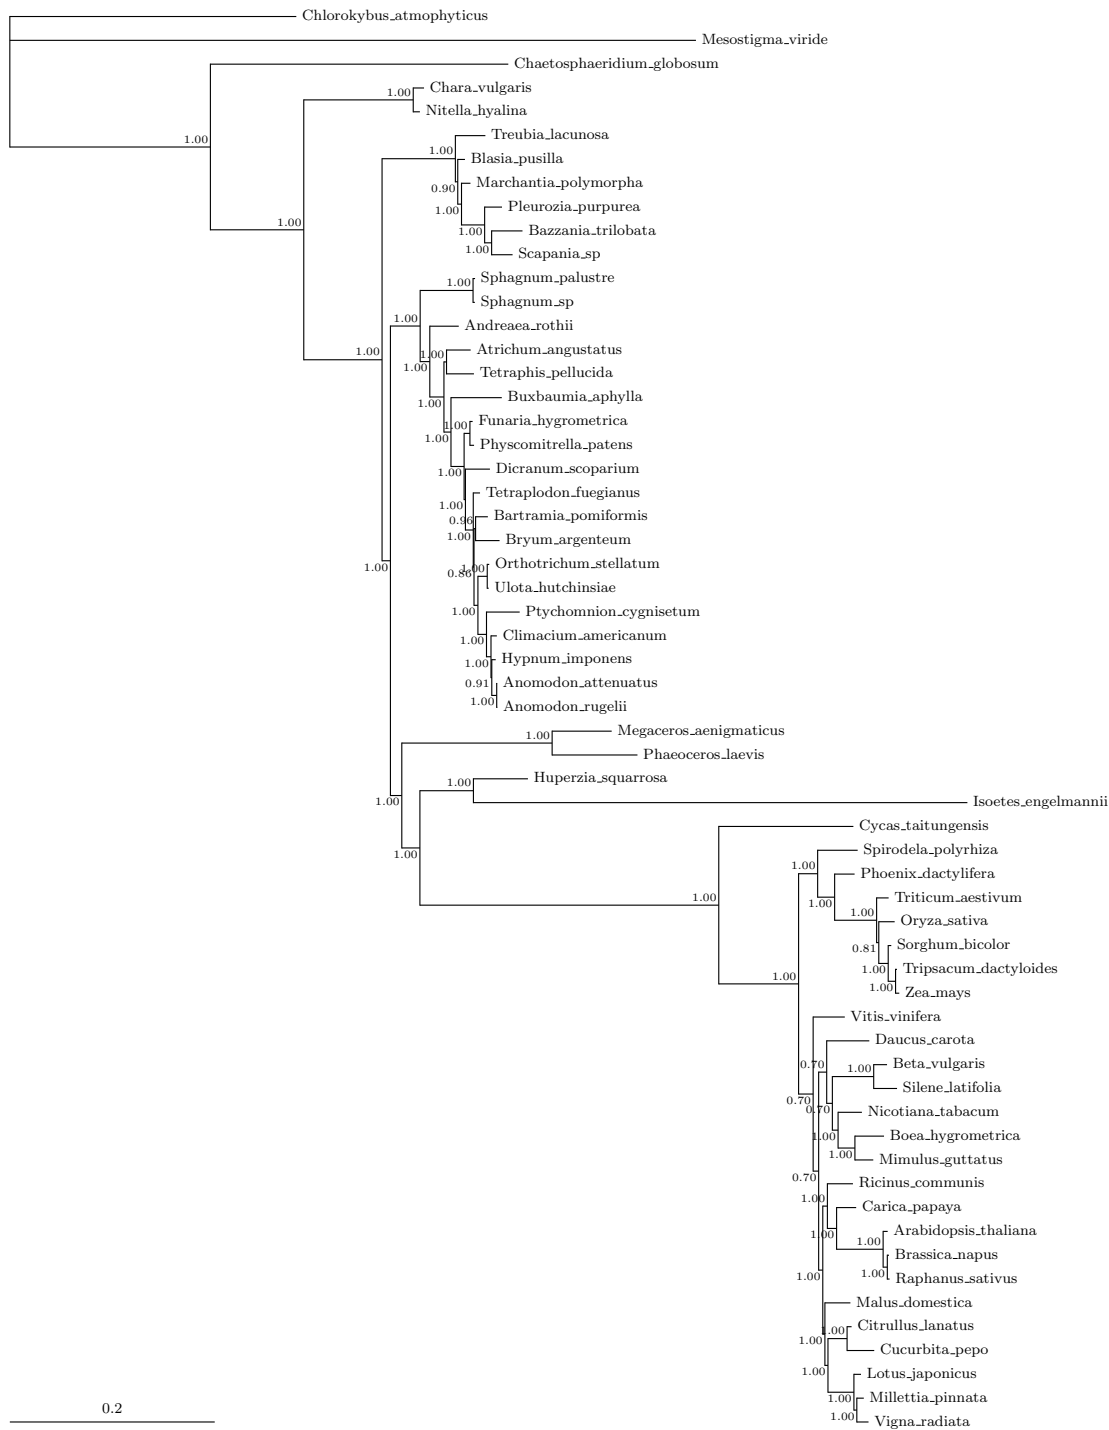 Chlorokybus_atmophyticus
Mesostigma_viride
Chaetosphaeridium_globosum
Chara_vulgaris
1.00
Nitella_hyalina
Treubia_lacunosa
1.00
1.00
Blasia_pusilla
Marchantia_polymorpha
0.90
Pleurozia_purpurea
1.00
1.00
Bazzania_trilobata
1.00
Scapania_sp
1.00
Sphagnum_palustre
1.00
Sphagnum_sp
1.00
Andreaea_rothii
Atrichum_angustatus
1.00
1.00
1.00
Tetraphis_pellucida
Buxbaumia_aphylla
1.00
Funaria_hygrometrica
1.00
1.00
Physcomitrella_patens
Dicranum_scoparium
1.00
Tetraplodon_fuegianus
1.00
Bartramia_pomiformis
0.96
1.00
Bryum_argenteum
Orthotrichum_stellatum
1.00
1.00
0.86
Ulota_hutchinsiae
Ptychomnion_cygnisetum
1.00
Climacium_americanum
1.00
Hypnum_imponens
1.00
Anomodon_attenuatus
0.91
1.00
Anomodon_rugelii
Megaceros_aenigmaticus
1.00
Phaeoceros_laevis
Huperzia_squarrosa
1.00
Isoetes_engelmannii
1.00
Cycas_taitungensis
Spirodela_polyrhiza
1.00
1.00
Phoenix_dactylifera
Triticum_aestivum
1.00
1.00
1.00
Oryza_sativa
Sorghum_bicolor
0.81
Tripsacum_dactyloides
1.00
1.00
1.00
Zea_mays
Vitis_vinifera
Daucus_carota
Beta_vulgaris
0.70
1.00
Silene_latifolia
0.70
Nicotiana_tabacum
0.70
Boea_hygrometrica
1.00
1.00
Mimulus_guttatus
0.70
Ricinus_communis
1.00
Carica_papaya
Arabidopsis_thaliana
1.00
1.00
Brassica_napus
1.00
1.00
Raphanus_sativus
Malus_domestica
Citrullus_lanatus
1.00
1.00
Cucurbita_pepo
1.00
Lotus_japonicus
Millettia_pinnata
1.00
0.2
1.00
Vigna_radiata